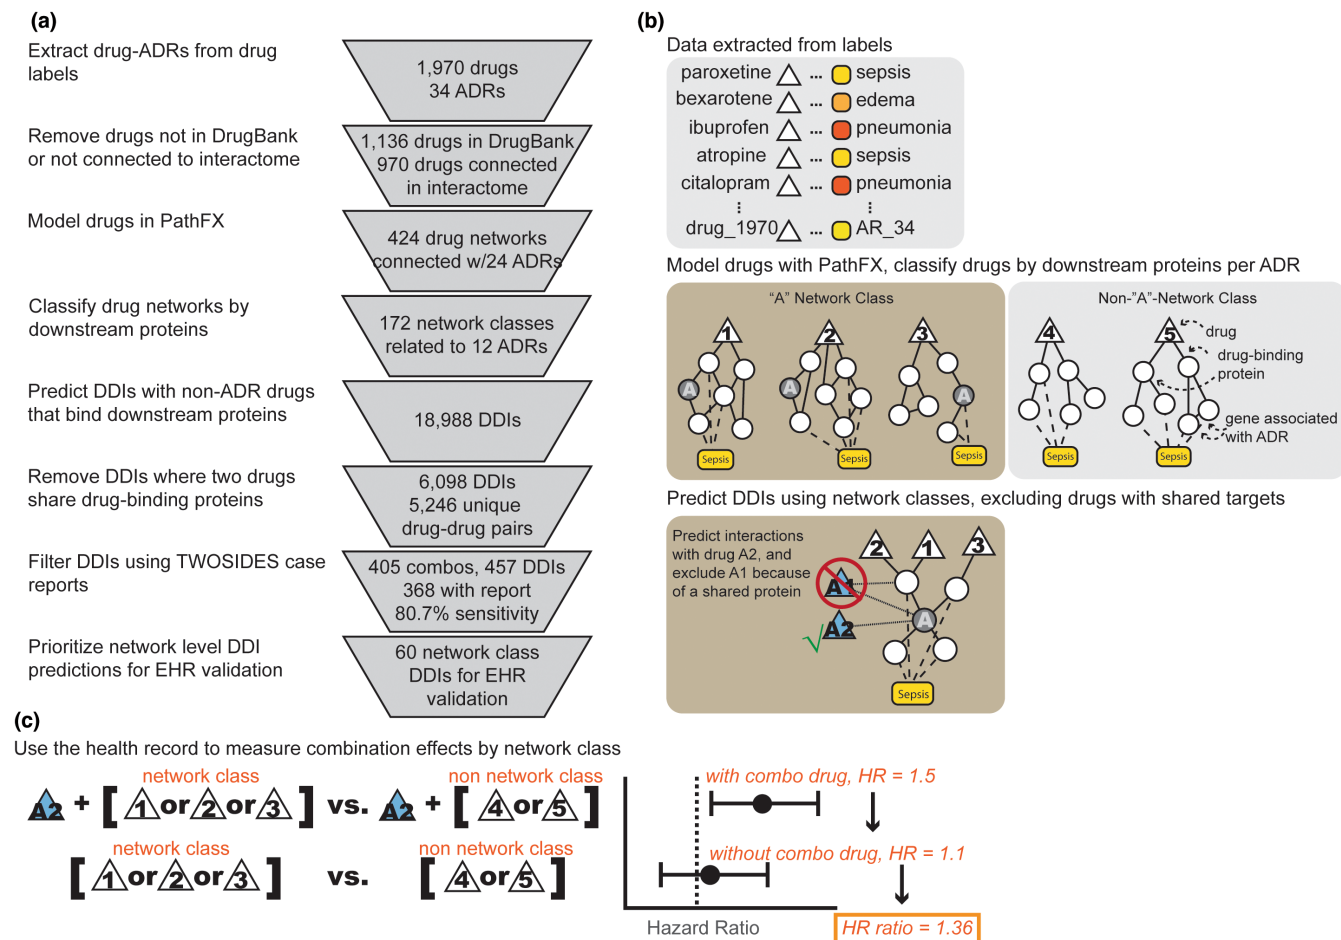 (a)
Extract drug-ADRs from drug
labels
1,970 drugs
34 ADRs
Remove drugs not in DrugBank
or not connected to interactome
1,136 drugs in DrugBank
970 drugs connected
in interactome
Model drugs in PathFX
424 drug networks
connected w/24 ADRs
Classify drug networks by
downstream proteins
172 network classes
related to 12 ADRs
Predict DDIs with non-ADR drugs
that bind downstream proteins
18,988 DDIs
Remove DDIs where two drugs
share drug-binding proteins
6,098 DDIs
5,246 unique
drug-drug pairs
Filter DDIs using TWOSIDES case
reports
405 combos, 457 DDIs
368 with report
80.7% sensitivity
Prioritize network level DDI
predictions for EHR validation
60 network class
DDIs for EHR
validation
(b)
Data extracted from labels
paroxetine ... sepsis
bexarotene ... edema
ibuprofen ... pneumonia
atropine ... sepsis
citalopram ... pneumonia
drug_1970 ... AR_34
Model drugs with PathFX, classify drugs by downstream proteins per ADR
"A" Network Class
1 2 3
A A A
Sepsis Sepsis Sepsis
Non-"A"-Network Class
4 5
drug
drug-binding
protein
gene associated
with ADR
Sepsis Sepsis
Predict DDIs using network classes, excluding drugs with shared targets
Predict interactions
with drug A2, and
exclude A1 because
of a shared protein
2 1 3
A1
A2
A
Sepsis
(c)
Use the health record to measure combination effects by network class
network class non network class
A2 + [ 1 or 2 or 3 ] vs. A2 + [ 4 or 5 ]
network class non network class
[ 1 or 2 or 3 ] vs. [ 4 or 5 ]
with combo drug, HR = 1.5
without combo drug, HR = 1.1
Hazard Ratio
HR ratio = 1.36